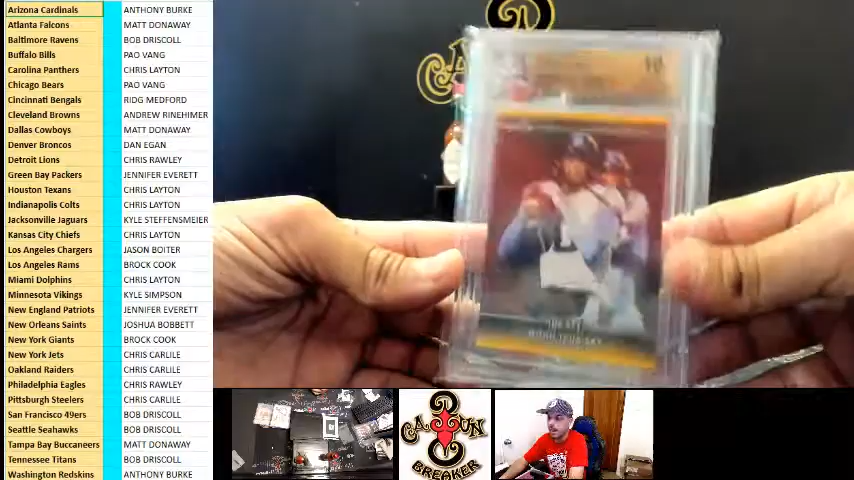 Arizona Cardinals ANTHONY BURKE
Atlanta Falcons MATT DONAWAY
Baltimore Ravens BOB DRISCOLL
Buffalo Bills PAO VANG
Carolina Panthers CHRIS LAYTON
Chicago Bears PAO VANG
Cincinnati Bengals RIDG MEDFORD
Cleveland Browns ANDREW RINEHIMER
Dallas Cowboys MATT DONAWAY
Denver Broncos DAN EGAN
Detroit Lions CHRIS RAWLEY
Green Bay Packers JENNIFER EVERETT
Houston Texans CHRIS LAYTON
Indianapolis Colts CHRIS LAYTON
Jacksonville Jaguars KYLE STEFFENSMEIER
Kansas City Chiefs CHRIS LAYTON
Los Angeles Chargers JASON BOITER
Los Angeles Rams BROCK COOK
Miami Dolphins CHRIS LAYTON
Minnesota Vikings KYLE SIMPSON
New England Patriots JENNIFER EVERETT
New Orleans Saints JOSHUA BOBBETT
New York Giants BROCK COOK
New York Jets CHRIS CARLILE
Oakland Raiders CHRIS CARLILE
Philadelphia Eagles CHRIS RAWLEY
Pittsburgh Steelers CHRIS CARLILE
San Francisco 49ers BOB DRISCOLL
Seattle Seahawks BOB DRISCOLL
Tampa Bay Buccaneers MATT DONAWAY
Tennessee Titans BOB DRISCOLL
Washington Redskins ANTHONY BURKE
10
CAJUN
BREAKER